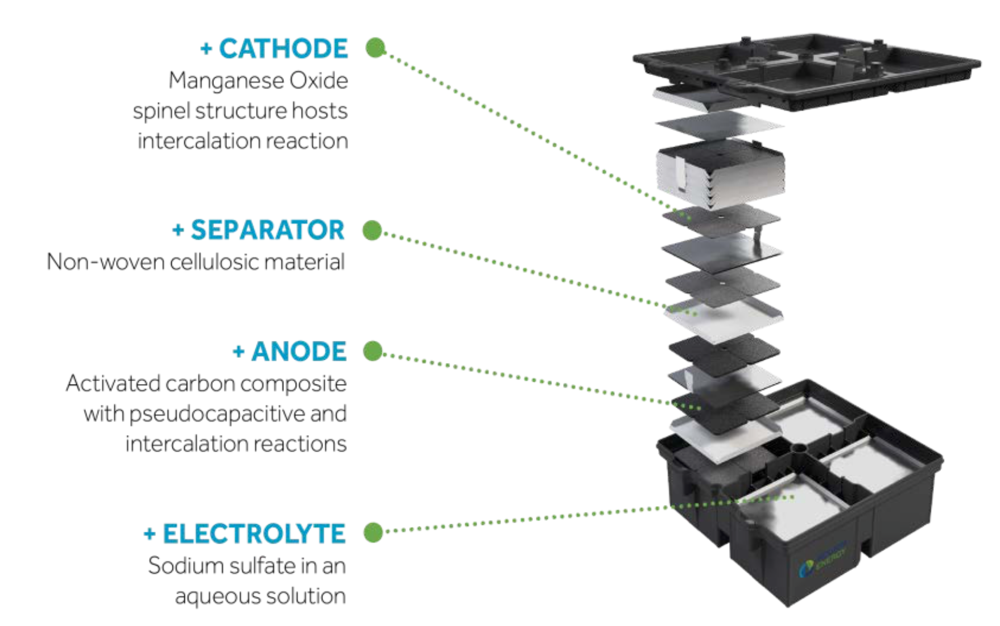 + CATHODE
Manganese Oxide
spinel structure hosts
intercalation reaction
+ SEPARATOR
Non-woven cellulosic material
+ ANODE
Activated carbon composite
with pseudocapacitive and
intercalation reactions
+ ELECTROLYTE
Sodium sulfate in an
aqueous solution
ENERGY